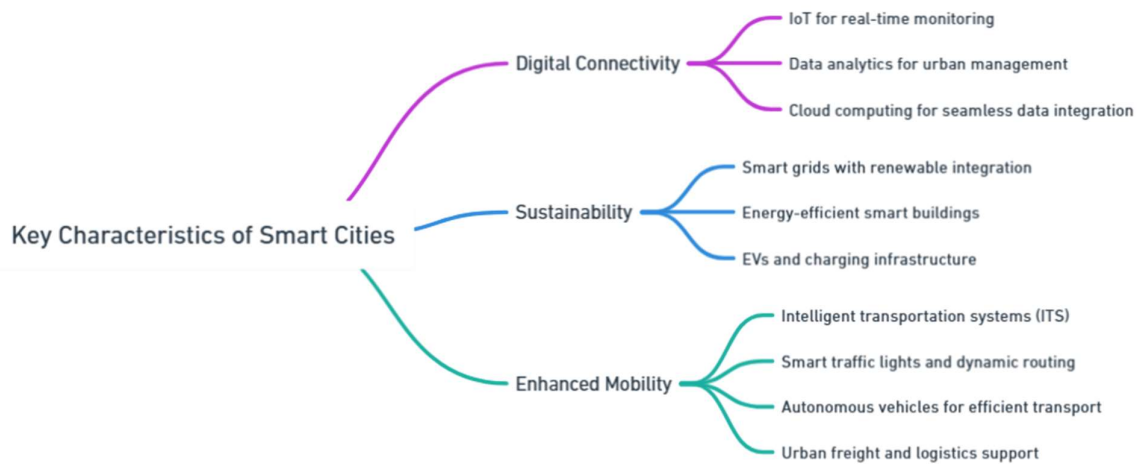 Key Characteristics of Smart Cities
Digital Connectivity
IoT for real-time monitoring
Data analytics for urban management
Cloud computing for seamless data integration
Sustainability
Smart grids with renewable integration
Energy-efficient smart buildings
EVs and charging infrastructure
Enhanced Mobility
Intelligent transportation systems (ITS)
Smart traffic lights and dynamic routing
Autonomous vehicles for efficient transport
Urban freight and logistics support